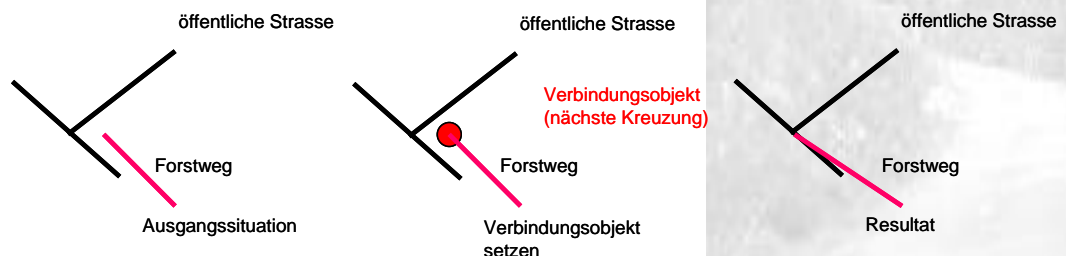 öffentliche Strasse
Forstweg
Ausgangssituation
öffentliche Strasse
Verbindungsobjekt
(nächste Kreuzung)
Forstweg
Verbindungsobjekt
setzen
öffentliche Strasse
Forstweg
Resultat